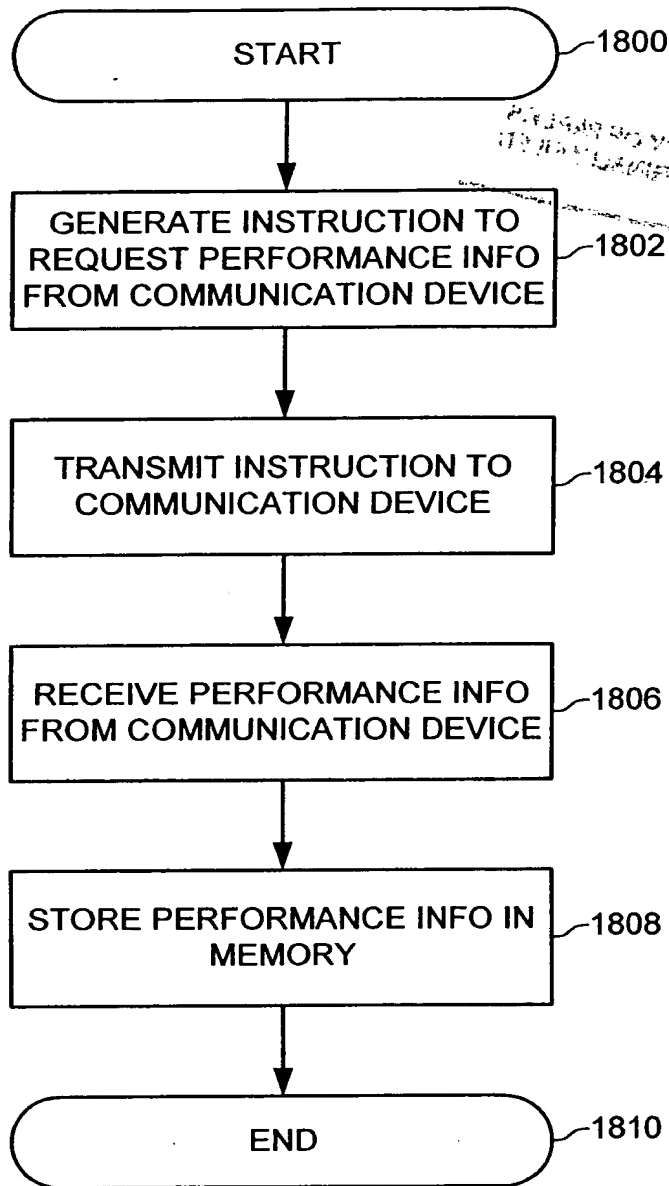 START
1800
GENERATE INSTRUCTION TO
REQUEST PERFORMANCE INFO
FROM COMMUNICATION DEVICE
1802
TRANSMIT INSTRUCTION TO
COMMUNICATION DEVICE
1804
RECEIVE PERFORMANCE INFO
FROM COMMUNICATION DEVICE
1806
STORE PERFORMANCE INFO IN
MEMORY
1808
END
1810